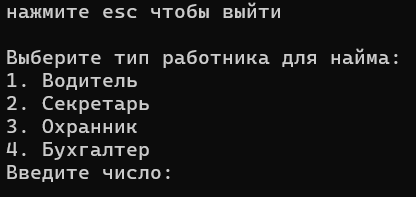 нажмите esc чтобы выйти
Выберите тип работника для найма:
1. Водитель
2. Секретарь
3. Охранник
4. Бухгалтер
Введите число: